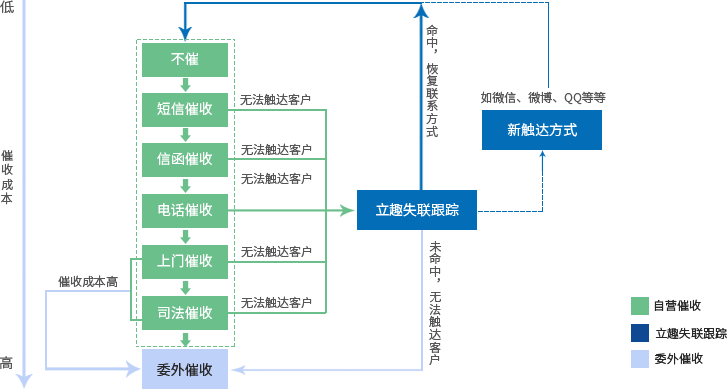 低
催收成本
高
不催
短信催收
信函催收
电话催收
上门催收
司法催收
委外催收
催收成本高
无法触达客户
无法触达客户
无法触达客户
无法触达客户
无法触达客户
立趣失联跟踪
命中，恢复联系方式
未命中，无法触达客户
如微信、微博、QQ等等
新触达方式
自营催收
立趣失联跟踪
委外催收